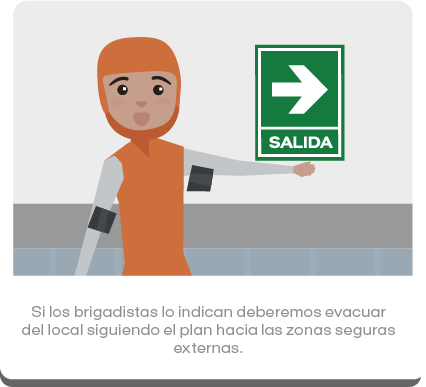 SALIDA
Si los brigadistas lo indican deberemos evacuar
del local siguiendo el plan hacia las zonas seguras
externas.